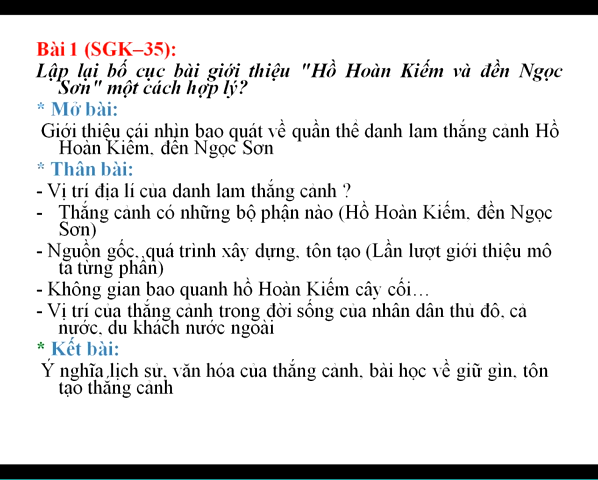 Bài 1 (SGK–35):
Lập lại bố cục bài giới thiệu "Hồ Hoàn Kiếm và đền Ngọc
Sơn" một cách hợp lý?
* Mở bài:
Giới thiệu cái nhìn bao quát về quần thể danh lam thắng cảnh Hồ
Hoàn Kiếm, đền Ngọc Sơn
* Thân bài:
- Vị trí địa lí của danh lam thắng cảnh ?
- Thắng cảnh có những bộ phận nào (Hồ Hoàn Kiếm, đền Ngọc
Sơn)
- Nguồn gốc, quá trình xây dựng, tôn tạo (Lần lượt giới thiệu mô
tả từng phần)
- Không gian bao quanh hồ Hoàn Kiếm cây cối…
- Vị trí của thắng cảnh trong đời sống của nhân dân thủ đô, cả
nước, du khách nước ngoài
* Kết bài:
Ý nghĩa lịch sử, văn hóa của thắng cảnh, bài học về giữ gìn, tôn
tạo thắng cảnh